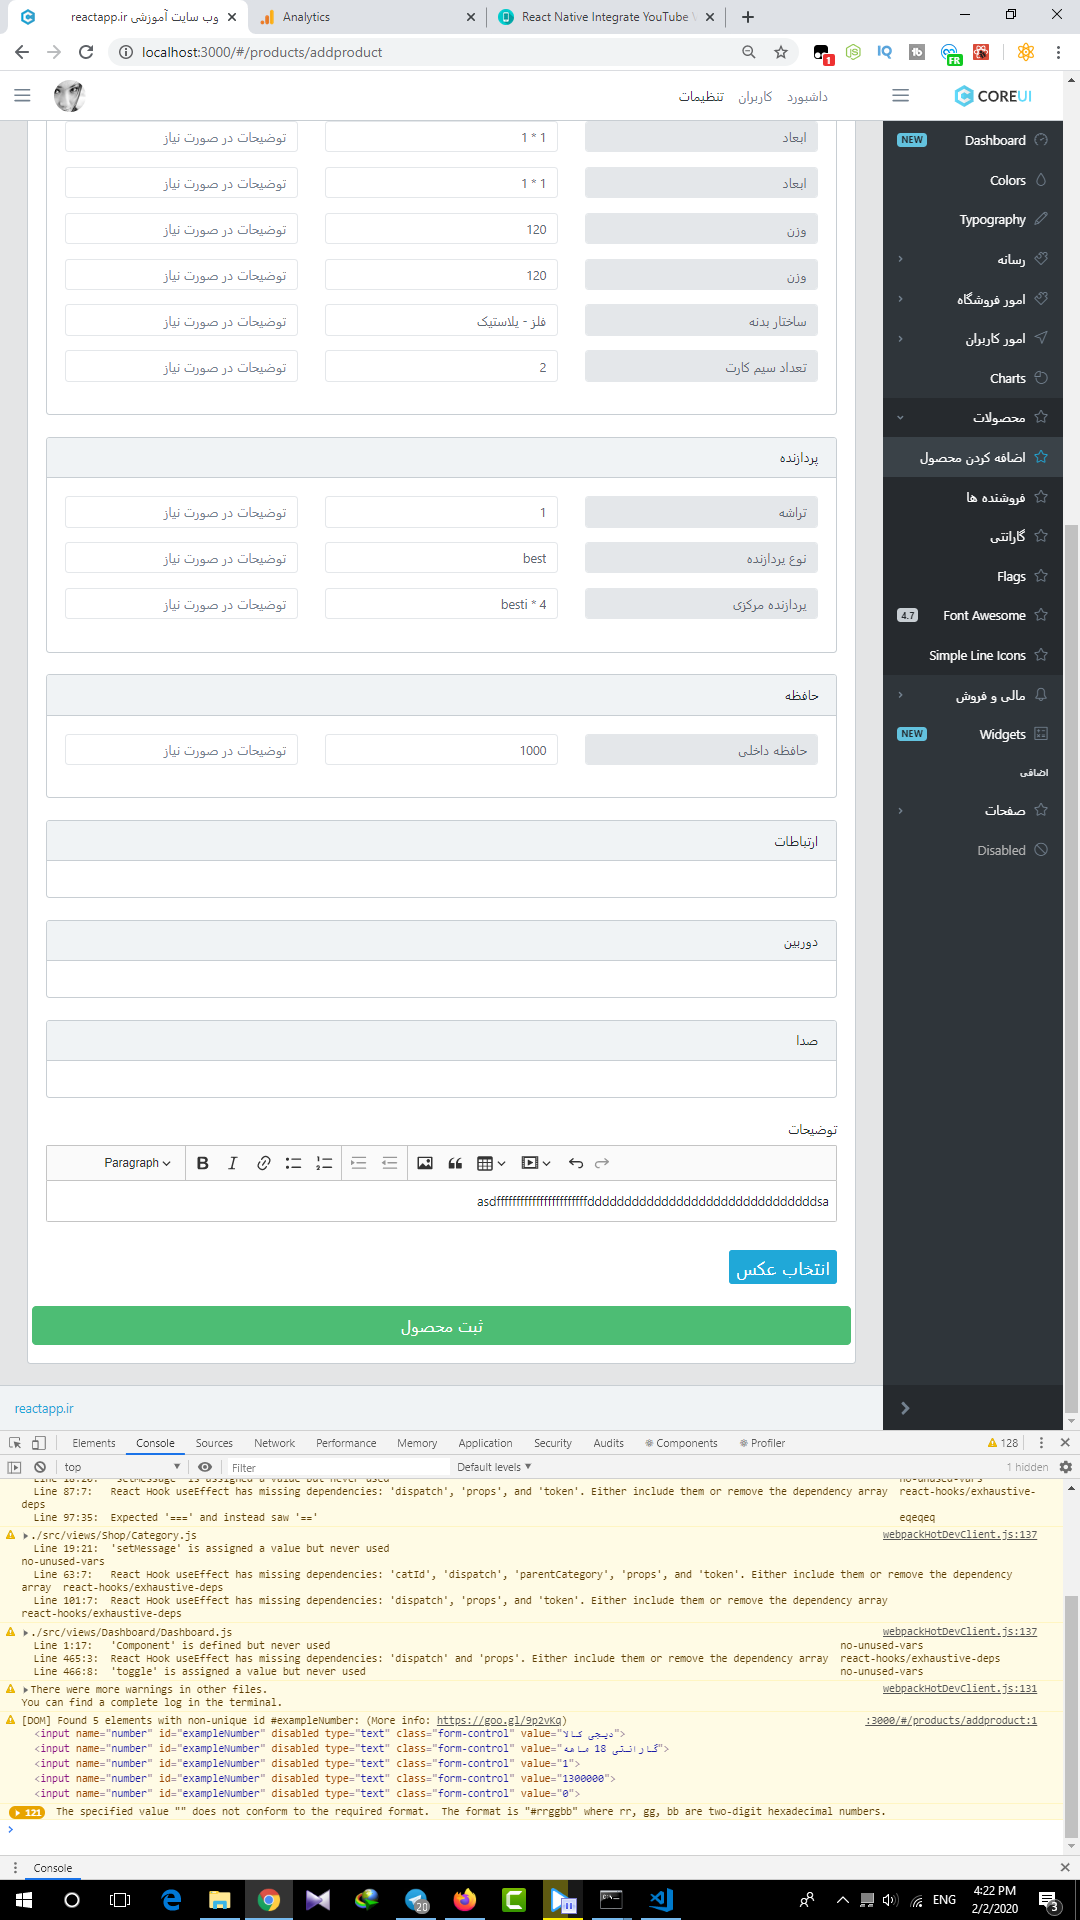 وب سایت آموزشی reactapp.ir
Analytics
React Native Integrate YouTube
localhost:3000/#/products/addproduct
1
IQ
FR
داشبورد کاربران تنظیمات
COREUI
ابعاد 1 * 1 توضیحات در صورت نیاز
ابعاد 1 * 1 توضیحات در صورت نیاز
وزن 120 توضیحات در صورت نیاز
وزن 120 توضیحات در صورت نیاز
ساختار بدنه فلز - پلاستیک توضیحات در صورت نیاز
تعداد سیم کارت 2 توضیحات در صورت نیاز
پردازنده
تراشه 1 توضیحات در صورت نیاز
نوع پردازنده best توضیحات در صورت نیاز
پردازنده مرکزی besti * 4 توضیحات در صورت نیاز
حافظه
حافظه داخلی 1000 توضیحات در صورت نیاز
ارتباطات
دوربین
صدا
توضیحات
Paragraph
انتخاب عکس
ثبت محصول
reactapp.ir
Dashboard NEW
Colors
Typography
رسانه
امور فروشگاه
امور کاربران
Charts
محصولات
اضافه کردن محصول
فروشنده ها
گارانتی
Flags
Font Awesome 4.7
Simple Line Icons
مالی و فروش
Widgets NEW
اضافی
صفحات
Disabled
Elements Console Sources Network Performance Memory Application Security Audits Components Profiler 128
top Filter Default levels 1 hidden
Line 18:20: 'setMessage' is assigned a value but never used no-unused-vars
Line 87:7: React Hook useEffect has missing dependencies: 'dispatch', 'props', and 'token'. Either include them or remove the dependency array react-hooks/exhaustive-
deps
Line 97:35: Expected '===' and instead saw '==' eqeqeq
./src/views/Shop/Category.js webpackHotDevClient.js:137
Line 19:21: 'setMessage' is assigned a value but never used
no-unused-vars
Line 63:7: React Hook useEffect has missing dependencies: 'catId', 'dispatch', 'parentCategory', 'props', and 'token'. Either include them or remove the dependency
array react-hooks/exhaustive-deps
Line 101:7: React Hook useEffect has missing dependencies: 'dispatch', 'props', and 'token'. Either include them or remove the dependency array
react-hooks/exhaustive-deps
./src/views/Dashboard/Dashboard.js webpackHotDevClient.js:137
Line 1:17: 'Component' is defined but never used no-unused-vars
Line 465:3: React Hook useEffect has missing dependencies: 'dispatch' and 'props'. Either include them or remove the dependency array react-hooks/exhaustive-deps
Line 466:8: 'toggle' is assigned a value but never used no-unused-vars
There were more warnings in other files. webpackHotDevClient.js:131
You can find a complete log in the terminal.
[DOM] Found 5 elements with non-unique id #exampleNumber: (More info: https://goo.gl/9p2vKq) :3000/#/products/addproduct:1
<input name="number" id="exampleNumber" disabled type="text" class="form-control" value="دیجی کالا">
<input name="number" id="exampleNumber" disabled type="text" class="form-control" value="گارانتی 18 ماهه">
<input name="number" id="exampleNumber" disabled type="text" class="form-control" value="1">
<input name="number" id="exampleNumber" disabled type="text" class="form-control" value="1300000">
<input name="number" id="exampleNumber" disabled type="text" class="form-control" value="0">
121 The specified value "" does not conform to the required format. The format is "#rrggbb" where rr, gg, bb are two-digit hexadecimal numbers.
Console
20
ENG
4:22 PM
2/2/2020
3